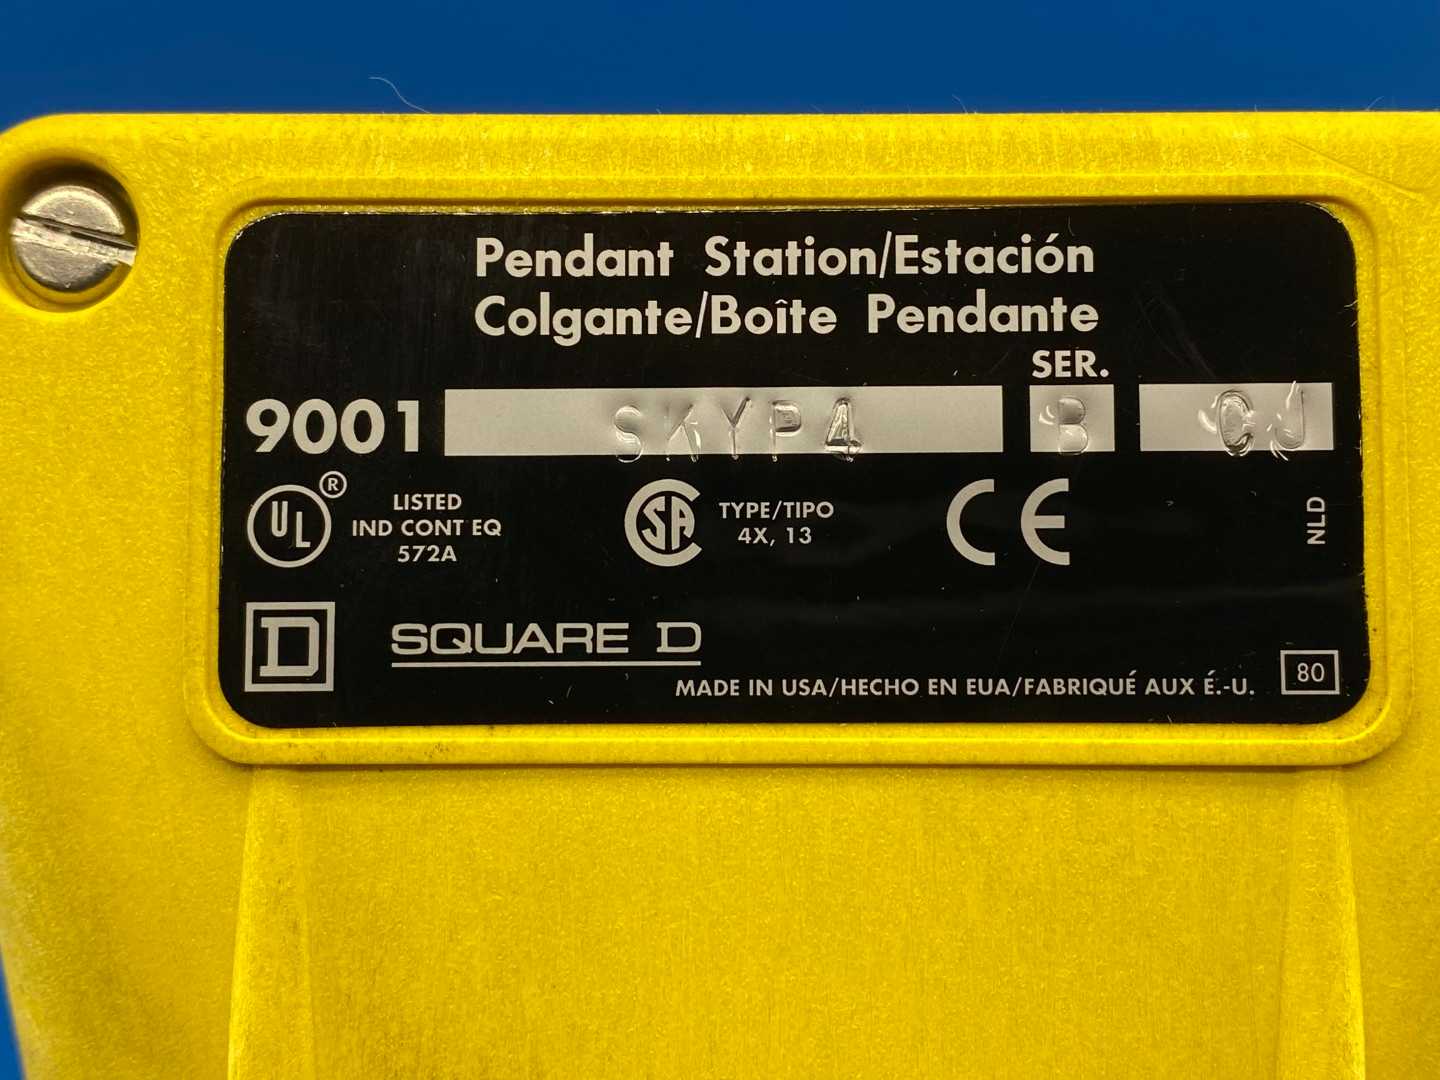 Pendant Station/Estación
Colgante/Boîte Pendante
SER.
9001 SKYP4 B CJ
UL®
LISTED
IND CONT EQ
572A
SA
TYPE/TIPO
4X, 13
CE
NLD
D
SQUARE D
MADE IN USA/HECHO EN EUA/FABRIQUÉ AUX É.-U.
80